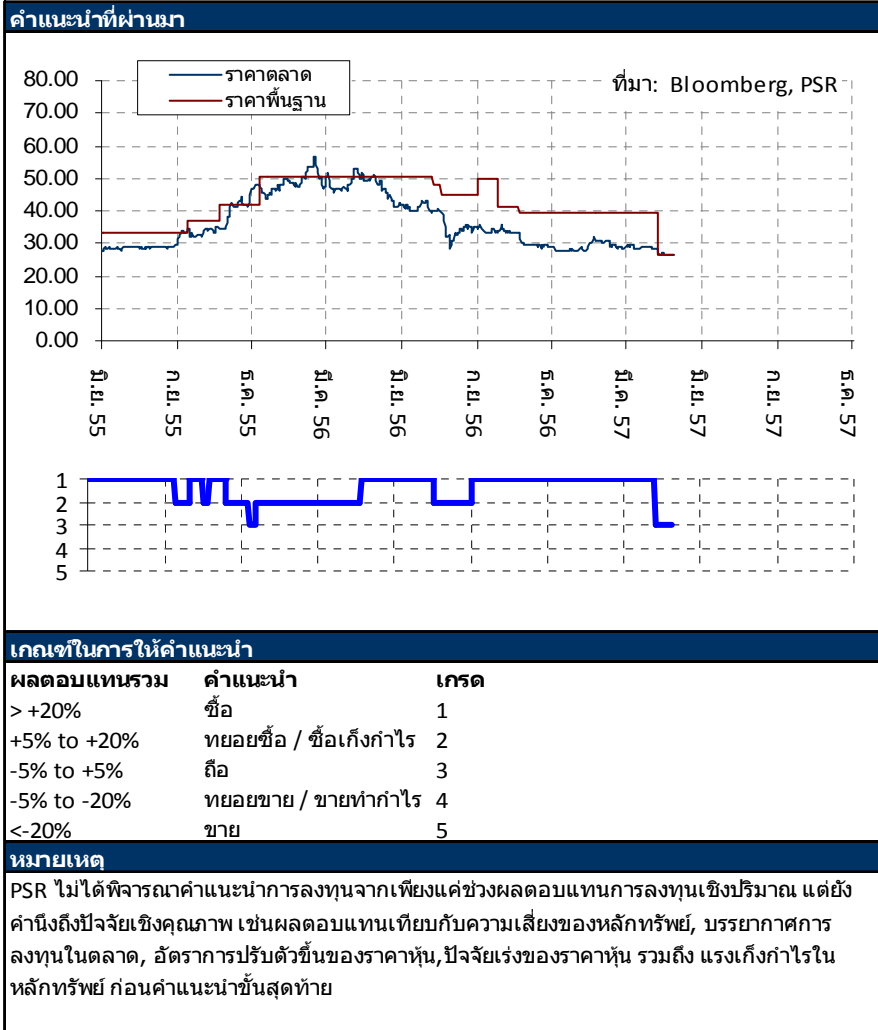 คำแนะนำที่ผ่านมา
80.00
70.00
60.00
50.00
40.00
30.00
20.00
10.00
0.00
ราคาตลาด
ราคาพื้นฐาน
ที่มา: Bloomberg, PSR
มิ.ย. 55
ก.ย. 55
ธ.ค. 55
มี.ค. 56
มิ.ย. 56
ก.ย. 56
ธ.ค. 56
มี.ค. 57
มิ.ย. 57
ก.ย. 57
ธ.ค. 57
1
2
3
4
5
เกณฑ์ในการให้คำแนะนำ
ผลตอบแทนรวม คำแนะนำ เกรด
> +20% ซื้อ 1
+5% to +20% ทยอยซื้อ / ซื้อเก็งกำไร 2
-5% to +5% ถือ 3
-5% to -20% ทยอยขาย / ขายทำกำไร 4
<-20% ขาย 5
หมายเหตุ
PSR ไม่ได้พิจารณาคำแนะนำการลงทุนจากเพียงแค่ช่วงผลตอบแทนการลงทุนเชิงปริมาณ แต่ยัง
คำนึงถึงปัจจัยเชิงคุณภาพ เช่นผลตอบแทนเทียบกับความเสี่ยงของหลักทรัพย์, บรรยากาศการ
ลงทุนในตลาด, อัตราการปรับตัวขึ้นของราคาหุ้น,ปัจจัยเร่งของราคาหุ้น รวมถึง แรงเก็งกำไรใน
หลักทรัพย์ ก่อนคำแนะนำขั้นสุดท้าย